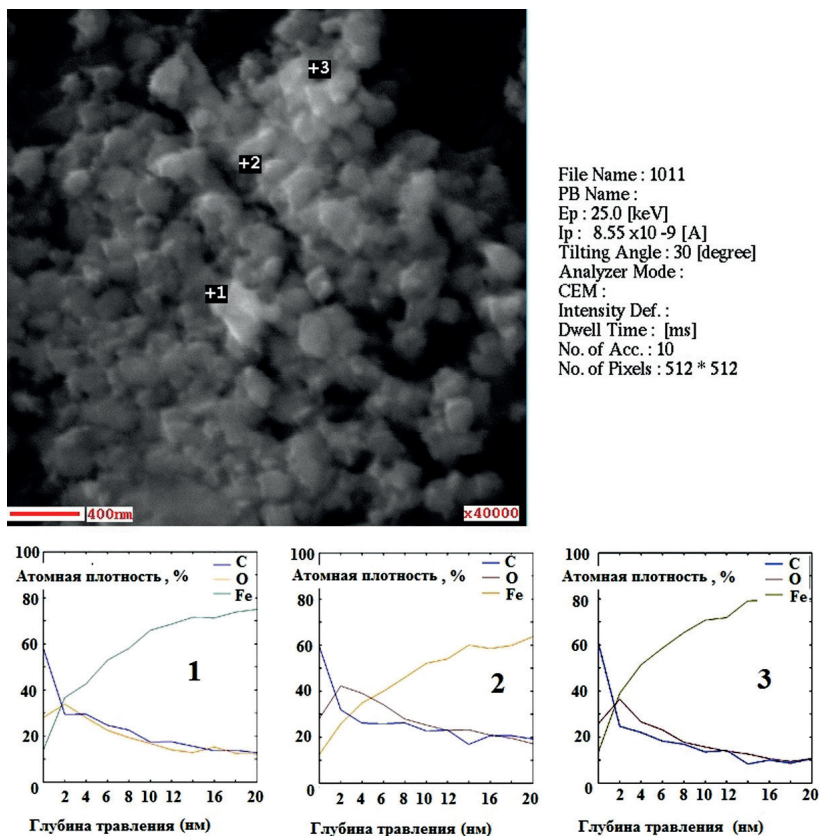 +3
+2
+1
400nm
x40000
File Name : 1011
PB Name :
Ep : 25.0 [keV]
Ip : 8.55 x10 -9 [A]
Tilting Angle : 30 [degree]
Analyzer Mode :
CEM :
Intensity Def. :
Dwell Time : [ms]
No. of Acc. : 10
No. of Pixels : 512 * 512
100
80
60
40
20
0
Атомная плотность , %
C
O
Fe
1
2 4 6 8 10 12 14 16 20
Глубина травления (нм)
100
80
60
40
20
0
Атомная плотность , %
C
O
Fe
2
2 4 6 8 10 12 14 16 20
Глубина травления (нм)
100
80
60
40
20
0
Атомная плотность , %
C
O
Fe
3
2 4 6 8 10 12 14 16 20
Глубина травления (нм)